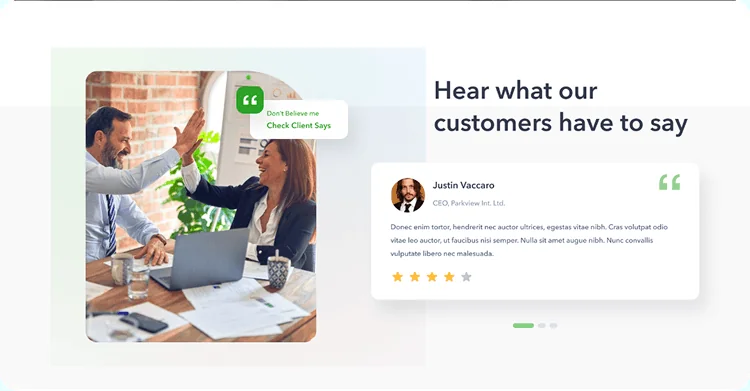 Hear what our
customers have to say
Don't Believe me
Check Client Says
Justin Vaccaro
CEO, Parkview Int. Ltd.
Donec enim tortor, hendrerit nec auctor ultrices, egestas vitae nibh. Cras volutpat odio
vitae leo auctor, ut faucibus nisi semper. Nulla sit amet augue nibh. Nunc convallis
vulputate libero nec malesuada.